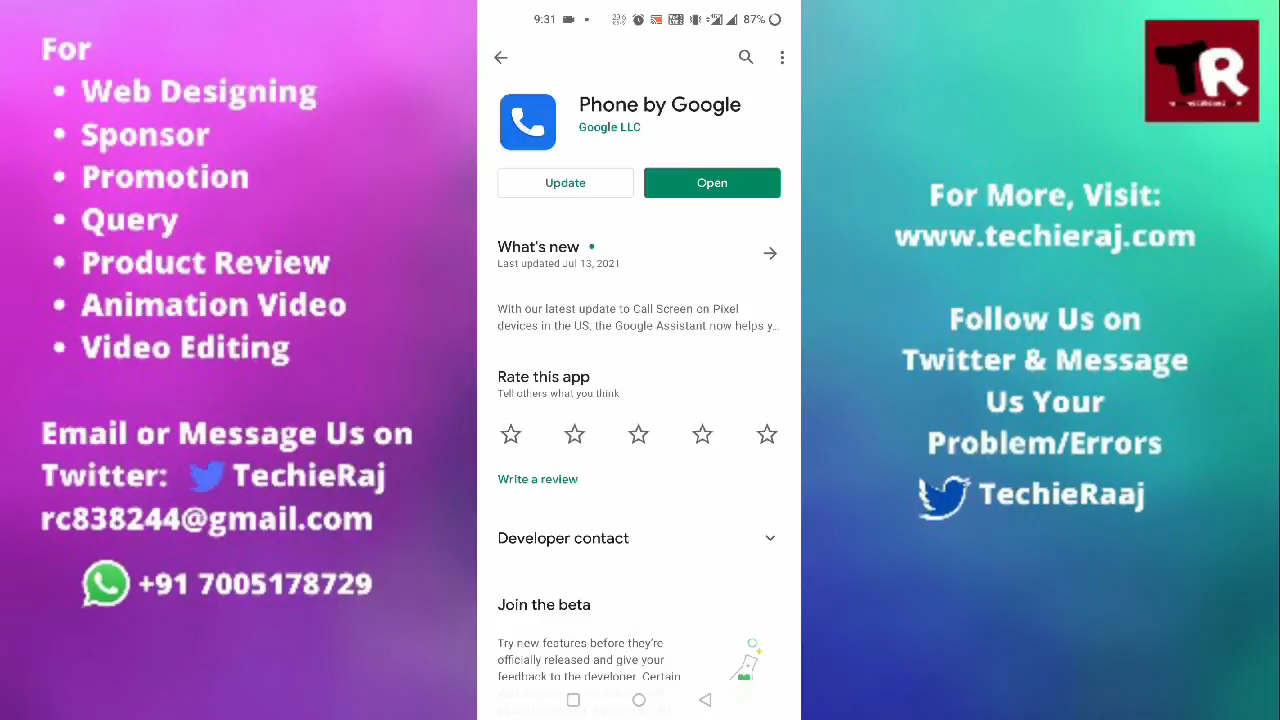 For
• Web Designing
• Sponsor
• Promotion
• Query
• Product Review
• Animation Video
• Video Editing
Email or Message Us on
Twitter: TechieRaj
rc838244@gmail.com
+91 7005178729
9:31
87%
Phone by Google
Google LLC
Update
Open
What's new •
Last updated Jul 13, 2021
With our latest update to Call Screen on Pixel
devices in the US, the Google Assistant now helps y...
Rate this app
Tell others what you think
Write a review
Developer contact
Join the beta
Try new features before they're
officially released and give your
feedback to the developer. Certain
TR
For More, Visit:
www.techieraj.com
Follow Us on
Twitter & Message
Us Your
Problem/Errors
TechieRaaj